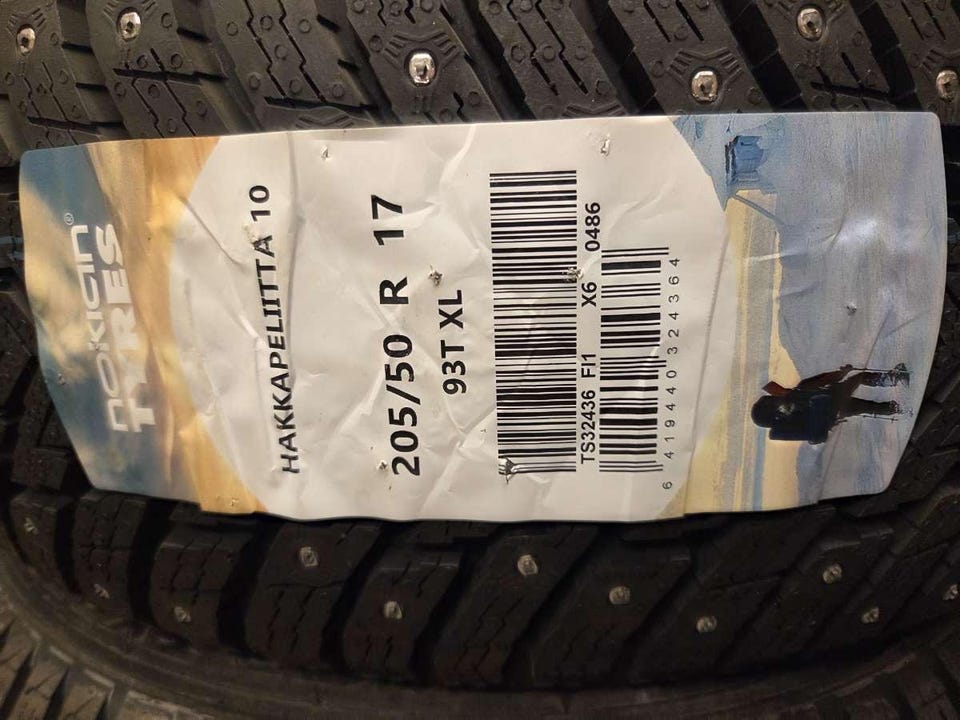 nokian®
TYRES
HAKKAPELIITTA 10
205/50 R 17
93T XL
TS32436 FI1 X6 0486
6 419440 324364